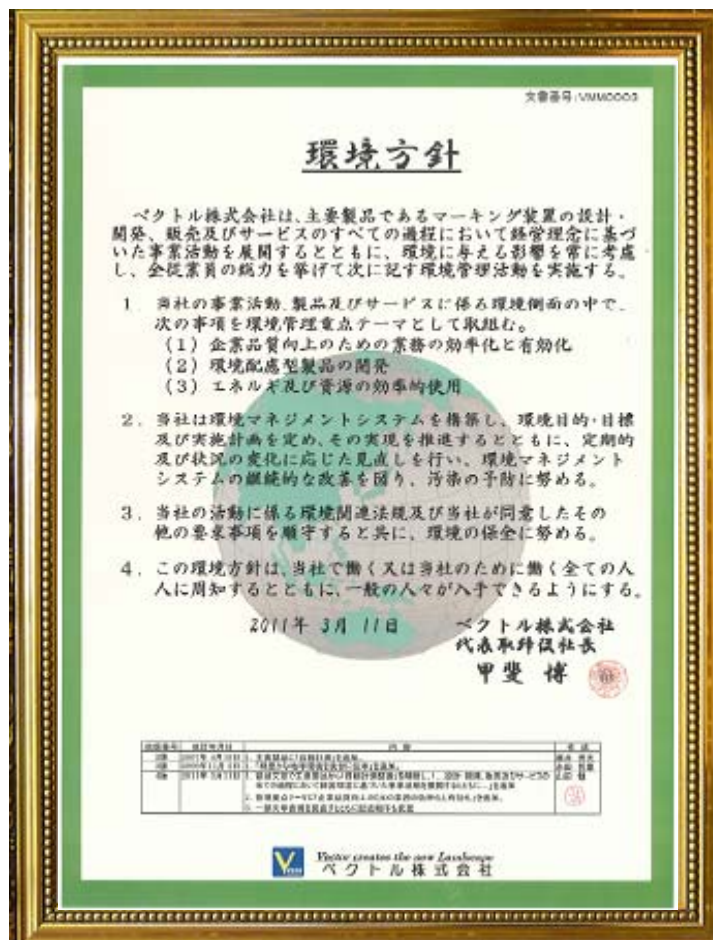 文書番号:VMM0003
環境方針
ベクトル株式会社は、主要製品であるマーキング装置の設計・
開発、販売及びサービスのすべての過程において経営理念に基づ
いた事業活動を展開するとともに、環境に与える影響を常に考慮
し、全従業員の総力を挙げて次に記す環境管理活動を実施する。
1. 当社の事業活動、製品及びサービスに係る環境側面の中で、
次の事項を環境管理重点テーマとして取組む。
(1) 企業品質向上のための業務の効率化と有効化
(2) 環境配慮型製品の開発
(3) エネルギ及び資源の効率的使用
2. 当社は環境マネジメントシステムを構築し、環境目的・目標
及び実施計画を定め、その実現を推進するとともに、定期的
及び状況の変化に応じた見直しを行い、環境マネジメント
システムの継続的な改善を図り、汚染の予防に努める。
3. 当社の活動に係る環境関連法規及び当社が同意したその
他の要求事項を順守すると共に、環境の保全に努める。
4. この環境方針は、当社で働く又は当社のために働く全ての人
人に周知するとともに、一般の人々が入手できるようにする。
2011年 3月 11日
ベクトル株式会社
代表取締役社長
甲斐 博
内容
Vector creates the new Landscape
ベクトル株式会社